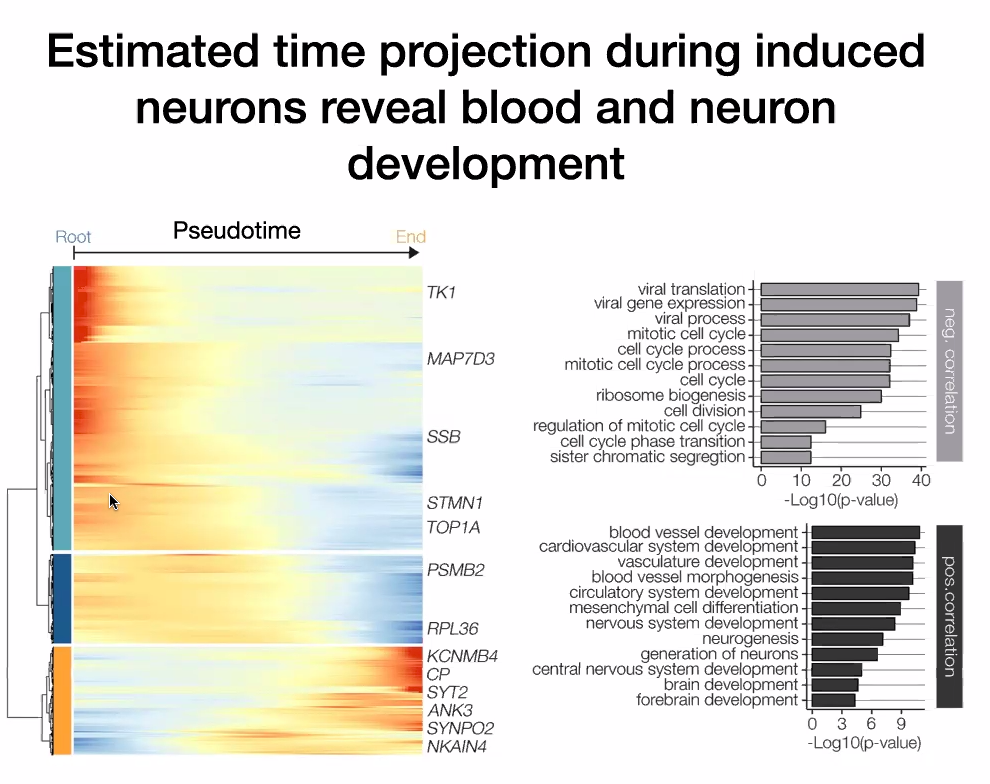 Estimated time projection during induced
neurons reveal blood and neuron
development
Root
Pseudotime
End
TK1
MAP7D3
SSB
STMN1
TOP1A
PSMB2
RPL36
KCNMB4
CP
SYT2
ANK3
SYNPO2
NKAIN4
viral translation
viral gene expression
viral process
mitotic cell cycle
cell cycle process
mitotic cell cycle process
cell cycle
ribosome biogenesis
cell division
regulation of mitotic cell cycle
cell cycle phase transition
sister chromatic segregtion
0 10 20 30 40
-Log10(p-value)
neg. correlation
blood vessel development
cardiovascular system development
vasculature development
blood vessel morphogenesis
circulatory system development
mesenchymal cell differentiation
nervous system development
neurogenesis
generation of neurons
central nervous system development
brain development
forebrain development
0 3 6 9
-Log10(p-value)
pos.correlation